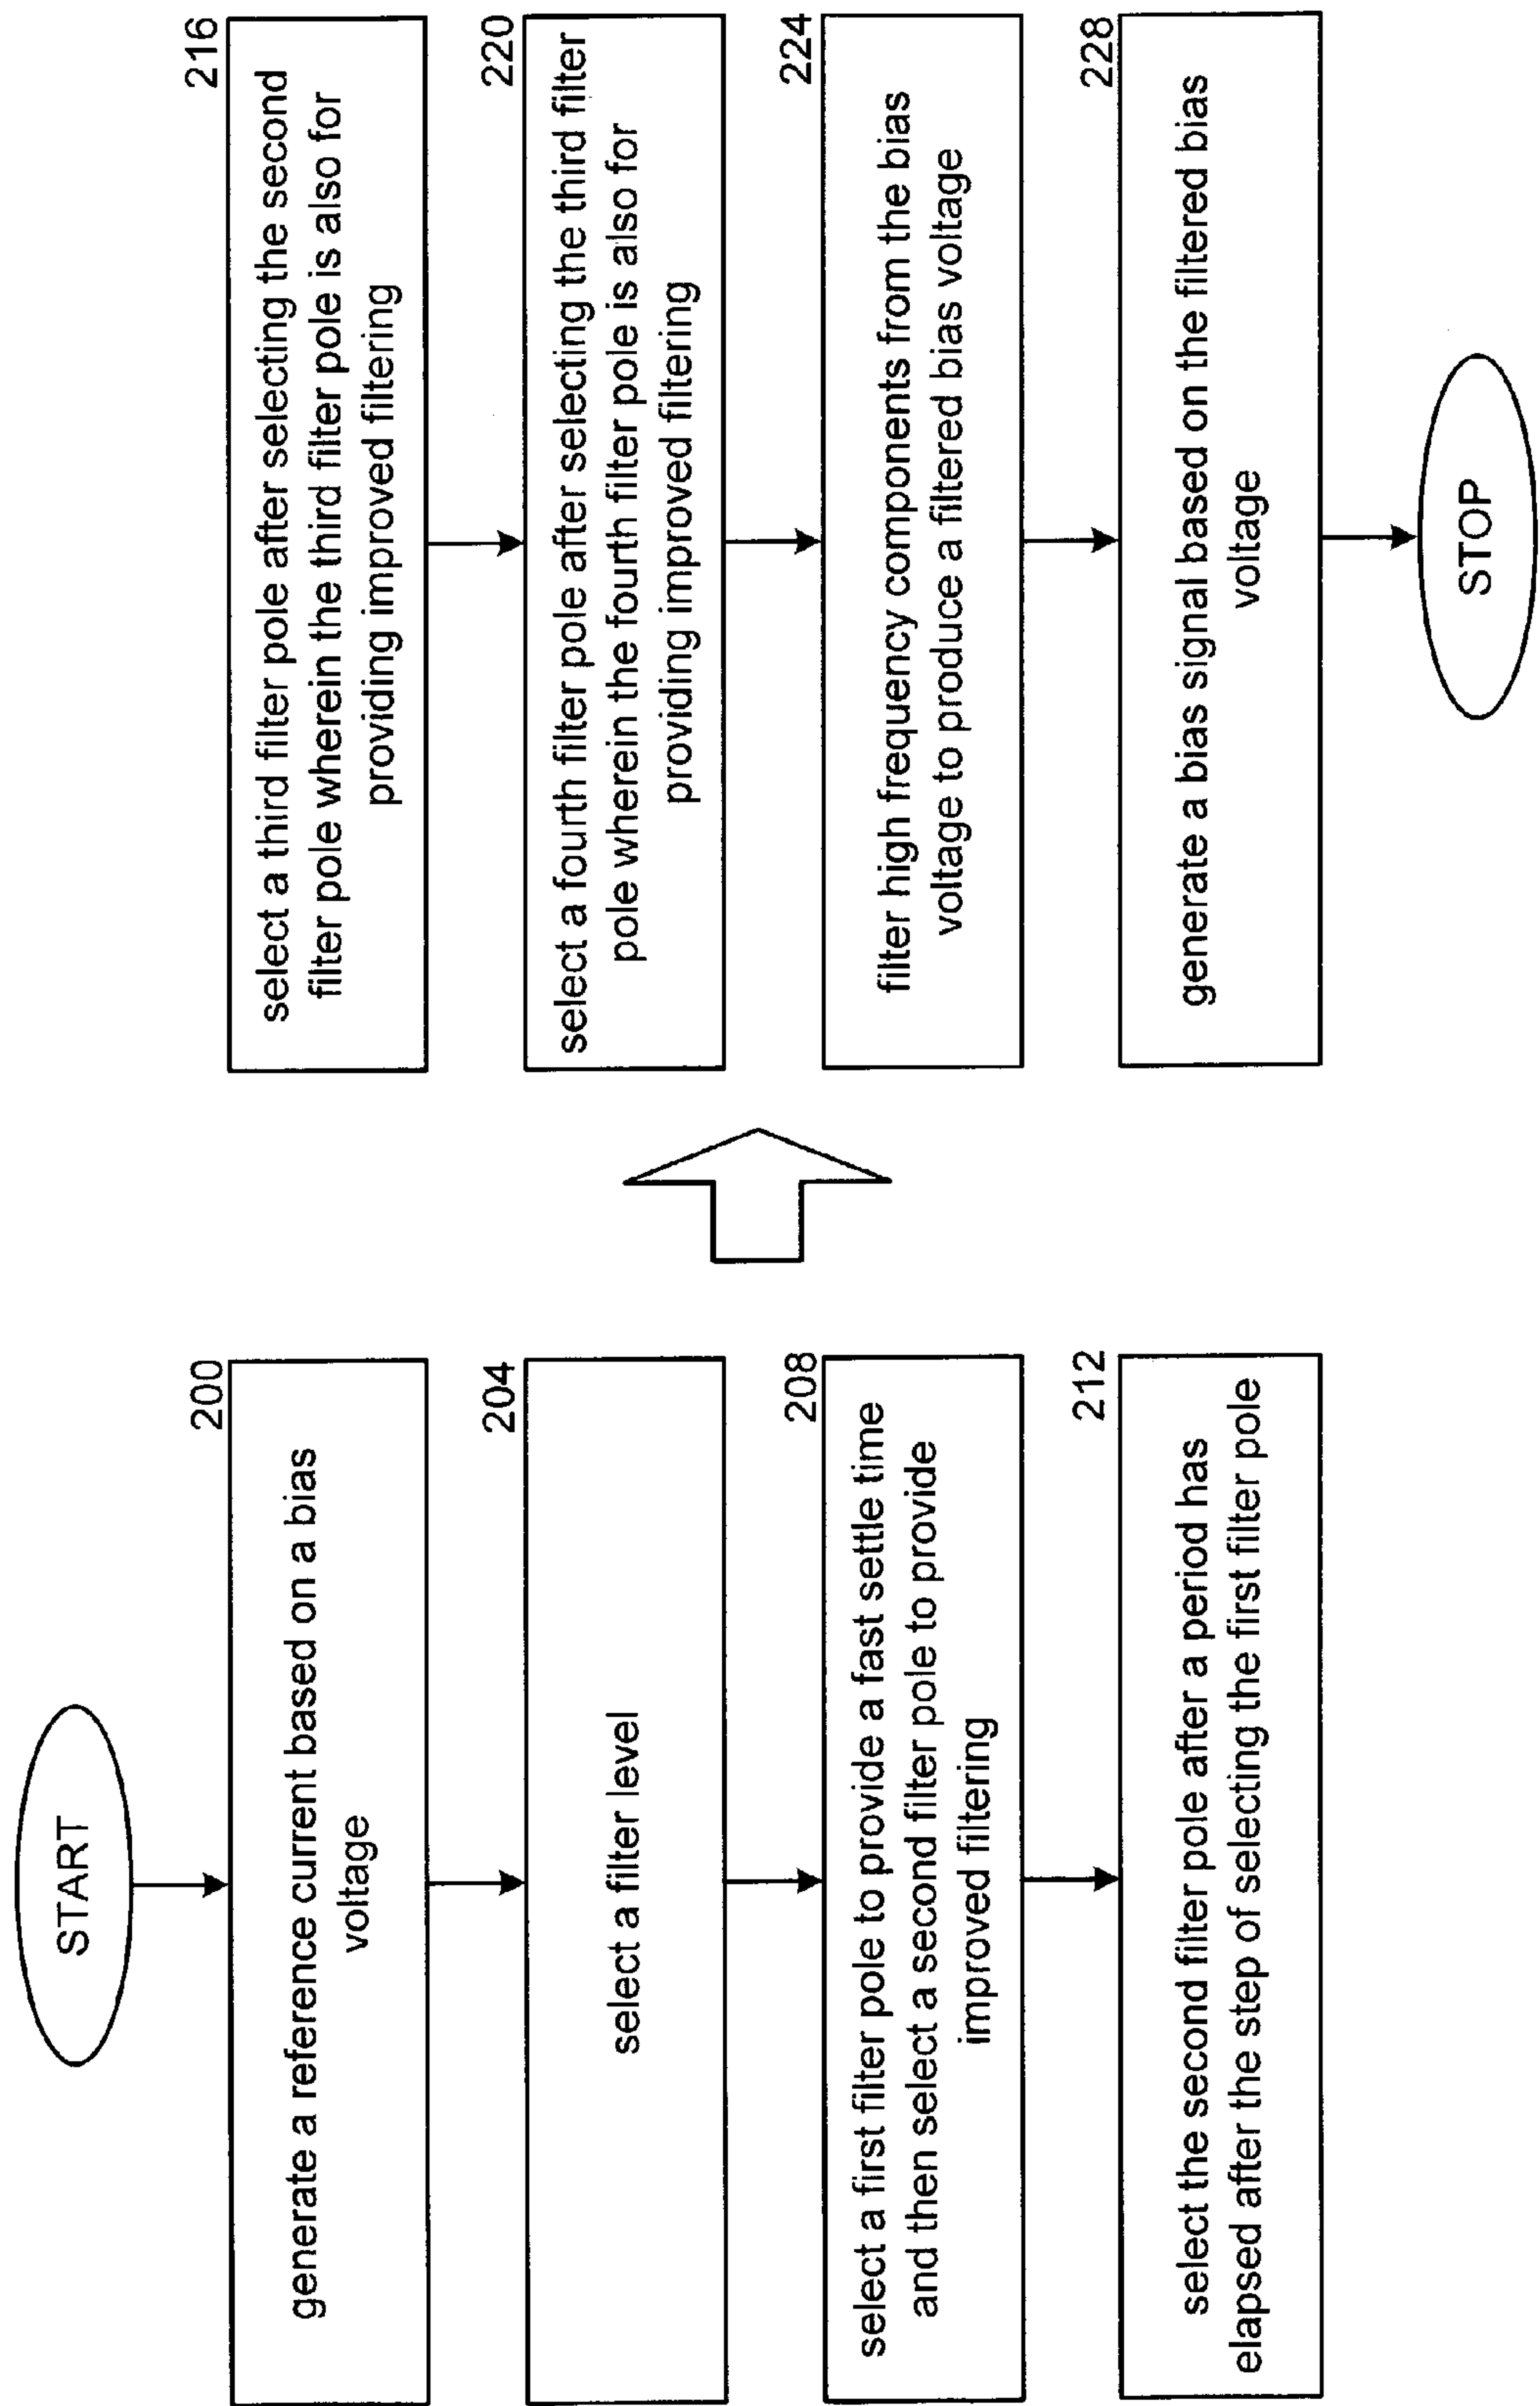 START
200
generate a reference current based on a bias
voltage
204
select a filter level
208
select a first filter pole to provide a fast settle time
and then select a second filter pole to provide
improved filtering
212
select the second filter pole after a period has
elapsed after the step of selecting the first filter pole
216
select a third filter pole after selecting the second
filter pole wherein the third filter pole is also for
providing improved filtering
220
select a fourth filter pole after selecting the third filter
pole wherein the fourth filter pole is also for
providing improved filtering
224
filter high frequency components from the bias
voltage to produce a filtered bias voltage
228
generate a bias signal based on the filtered bias
voltage
STOP